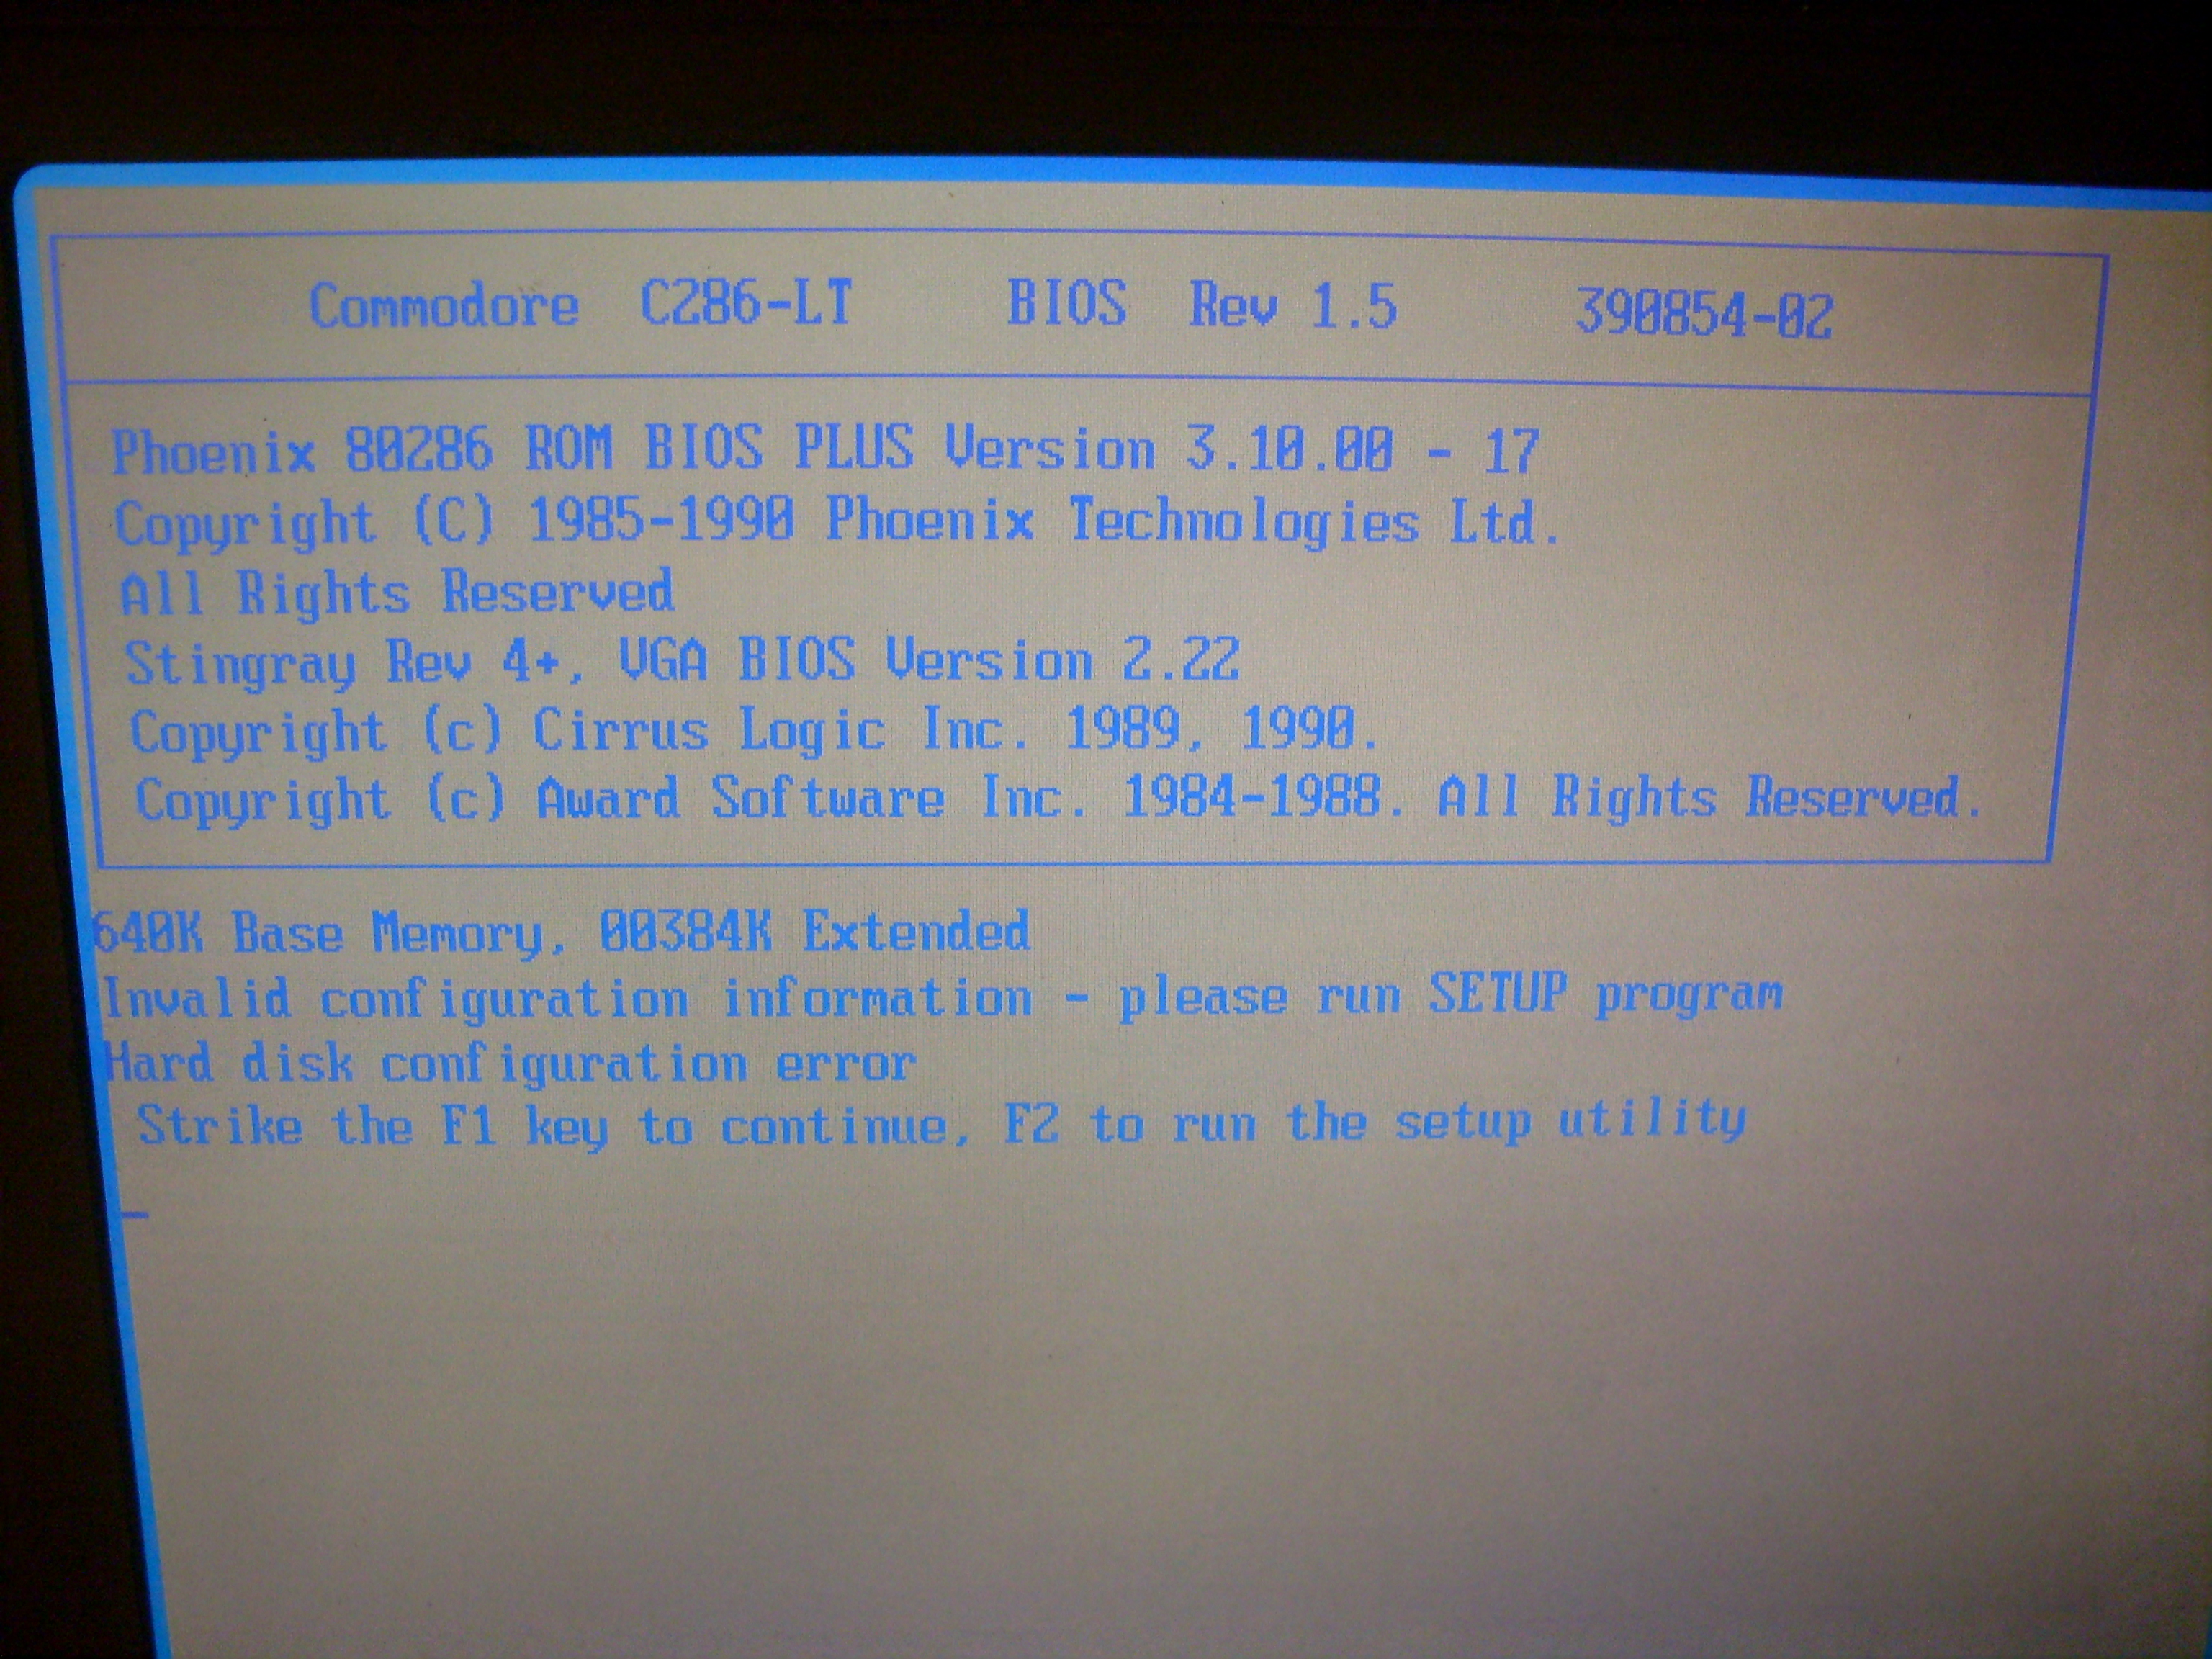 Commodore C286-LT BIOS Rev 1.5 390854-02
Phoenix 80286 ROM BIOS PLUS Version 3.10.00 - 17
Copyright (C) 1985-1990 Phoenix Technologies Ltd.
All Rights Reserved
Stingray Rev 4+, VGA BIOS Version 2.22
Copyright (c) Cirrus Logic Inc. 1989, 1990.
Copyright (c) Award Software Inc. 1984-1988. All Rights Reserved.
640K Base Memory, 00384K Extended
Invalid configuration information - please run SETUP program
Hard disk configuration error
Strike the F1 key to continue, F2 to run the setup utility